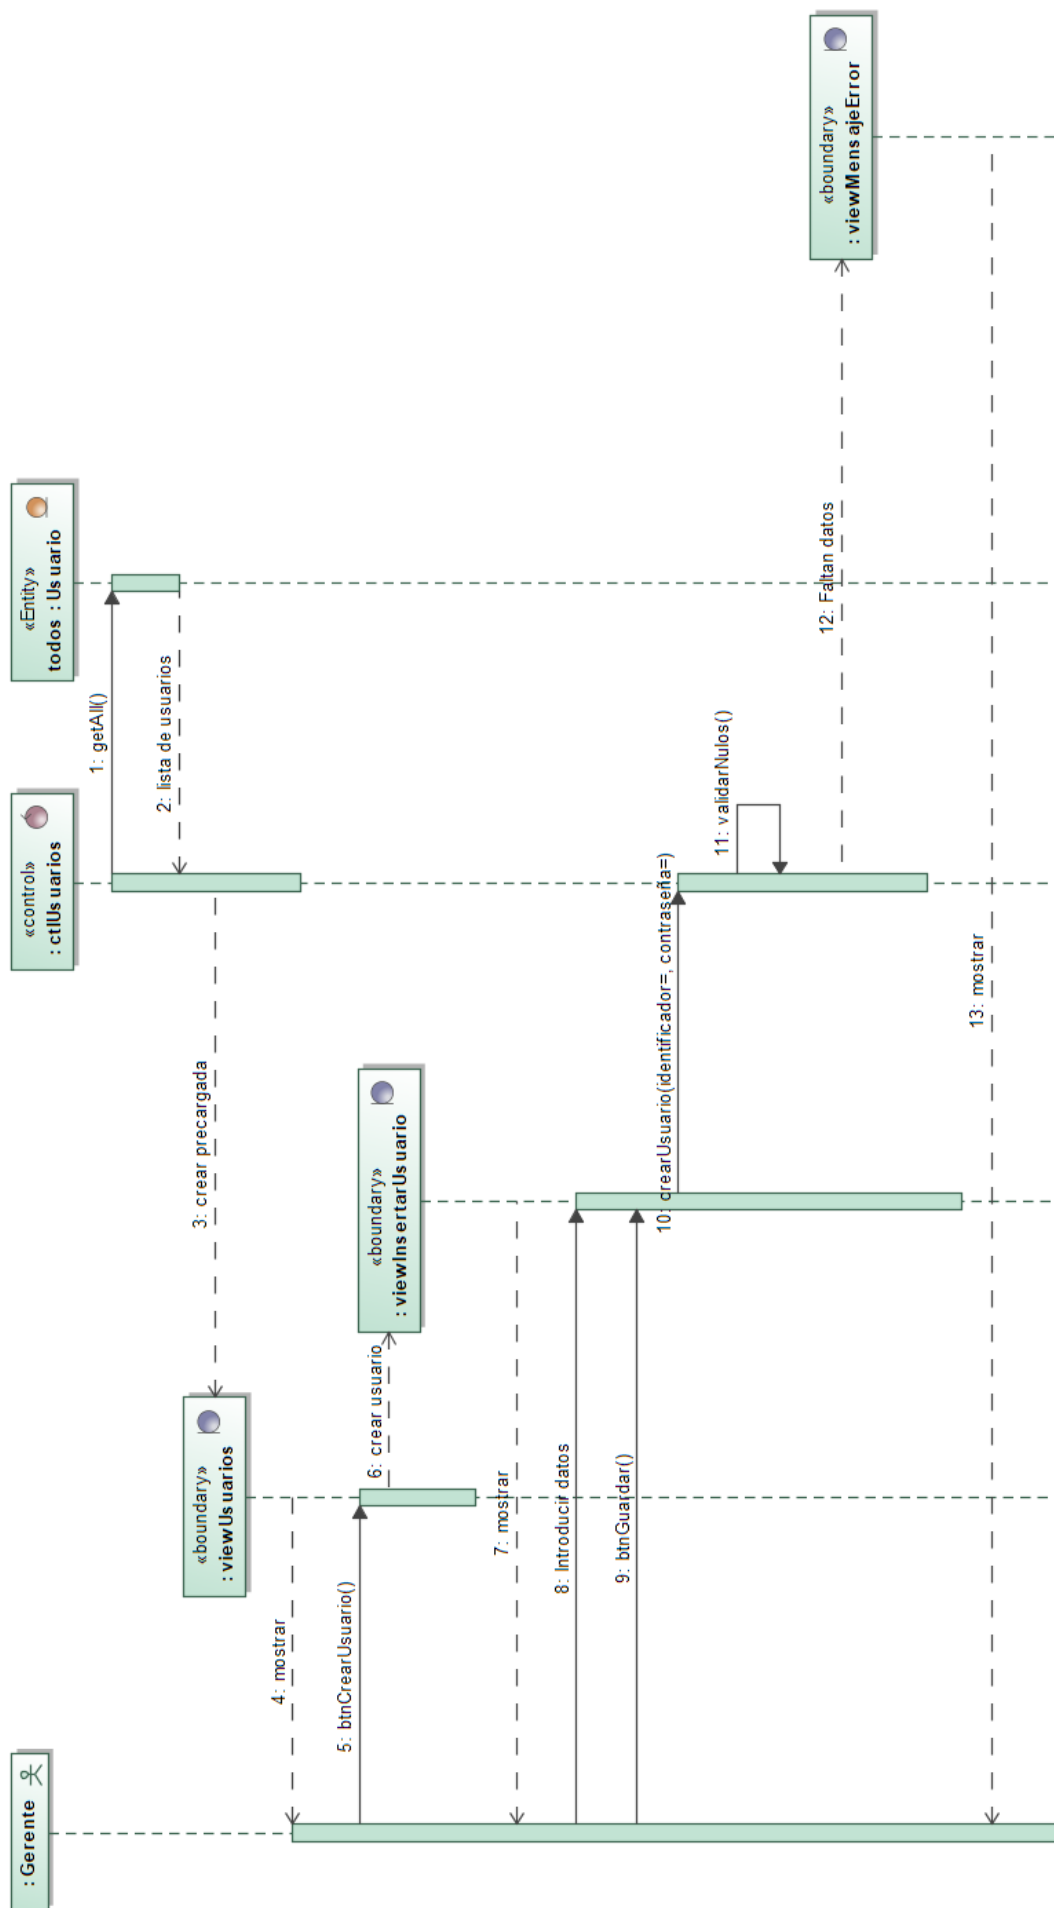 : Gerente
«boundary»
: viewUsuarios
«boundary»
: viewInsertarUsuario
«control»
: ctlUsuarios
«Entity»
todos : Usuario
«boundary»
: viewMensajeError
1: getAll()
2: lista de usuarios
3: crear precargada
4: mostrar
5: btnCrearUsuario()
6: crear usuario
7: mostrar
8: Introducir datos
9: btnGuardar()
10: crearUsuario(identificador=, contraseña=)
11: validarNulos()
12: Faltan datos
13: mostrar